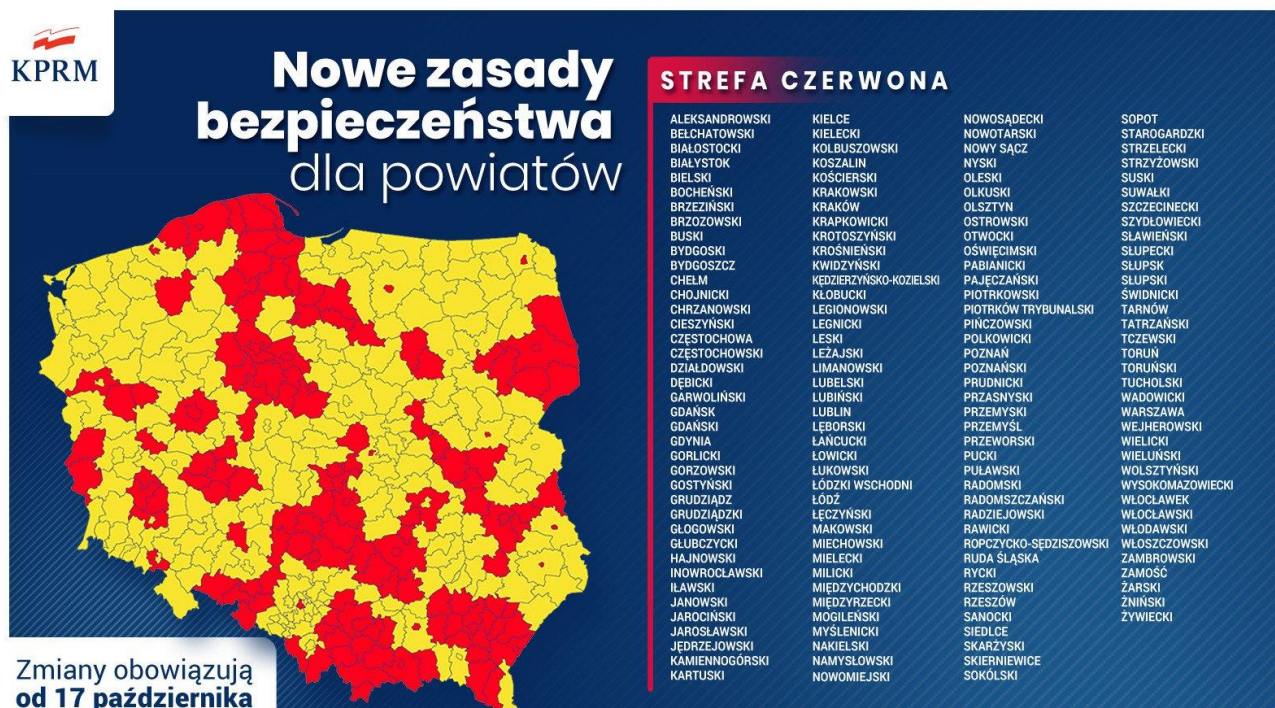 KPRM
Nowe zasady
bezpieczeństwa
dla powiatów
Zmiany obowiązują
od 17 października
STREFA CZERWONA
ALEKSANDROWSKI
BEŁCHATOWSKI
BIAŁOSTOCKI
BIAŁYSTOK
BIELSKI
BOCHEŃSKI
BRZEZIŃSKI
BRZOZOWSKI
BUSKI
BYDGOSKI
BYDGOSZCZ
CHEŁM
CHOJNICKI
CHRZANOWSKI
CIESZYŃSKI
CZĘSTOCHOWA
CZĘSTOCHOWSKI
DZIAŁDOWSKI
DĘBICKI
GARWOLIŃSKI
GDAŃSK
GDAŃSKI
GDYNIA
GORLICKI
GORZOWSKI
GOSTYŃSKI
GRUDZIĄDZ
GRUDZIĄDZKI
GŁOGOWSKI
GŁUBCZYCKI
HAJNOWSKI
INOWROCŁAWSKI
IŁAWSKI
JANOWSKI
JAROCIŃSKI
JAROSŁAWSKI
JĘDRZEJOWSKI
KAMIENNOGÓRSKI
KARTUSKI
KIELCE
KIELECKI
KOLBUSZOWSKI
KOSZALIN
KOŚCIERSKI
KRAKOWSKI
KRAKÓW
KRAPKOWICKI
KROTOSZYŃSKI
KROŚNIEŃSKI
KWIDZYŃSKI
KĘDZIERZYŃSKO-KOZIELSKI
KŁOBUCKI
LEGIONOWSKI
LEGNICKI
LESKI
LEŻAJSKI
LIMANOWSKI
LUBELSKI
LUBIŃSKI
LUBLIN
LĘBORSKI
ŁAŃCUCKI
ŁOWICKI
ŁUKOWSKI
ŁÓDZKI WSCHODNI
ŁÓDŹ
ŁĘCZYŃSKI
MAKOWSKI
MIECHOWSKI
MIELECKI
MILICKI
MIĘDZYCHODZKI
MIĘDZYRZECKI
MOGILEŃSKI
MYŚLENICKI
NAKIELSKI
NAMYSŁOWSKI
NOWOMIEJSKI
NOWOSĄDECKI
NOWOTARSKI
NOWY SĄCZ
NYSKI
OLESKI
OLKUSKI
OLSZTYN
OSTROWSKI
OTWOCKI
OŚWIĘCIMSKI
PABIANICKI
PAJĘCZAŃSKI
PIOTRKOWSKI
PIOTRKÓW TRYBUNALSKI
PIŃCZOWSKI
POLKOWICKI
POZNAŃ
POZNAŃSKI
PRUDNICKI
PRZASNYSKI
PRZEMYSKI
PRZEMYŚL
PRZEWORSKI
PUCKI
PUŁAWSKI
RADOMSKI
RADOMSZCZAŃSKI
RADZIEJOWSKI
RAWICKI
ROPCZYCKO-SĘDZISZOWSKI
RUDA ŚLĄSKA
RYCKI
RZESZOWSKI
RZESZÓW
SANOCKI
SIEDLCE
SKARŻYSKI
SKIERNIEWICE
SOKÓLSKI
SOPOT
STAROGARDZKI
STRZELECKI
STRZYŻOWSKI
SUSKI
SUWAŁKI
SZCZECINECKI
SZYDŁOWIECKI
SŁAWIEŃSKI
SŁUPECKI
SŁUPSK
SŁUPSKI
ŚWIDNICKI
TARNÓW
TATRZAŃSKI
TCZEWSKI
TORUŃ
TORUŃSKI
TUCHOLSKI
WADOWICKI
WARSZAWA
WEJHEROWSKI
WIELICKI
WIELUŃSKI
WOLSZTYŃSKI
WYSOKOMAZOWIECKI
WŁOCŁAWEK
WŁOCŁAWSKI
WŁODAWSKI
WŁOSZCZOWSKI
ZAMBROWSKI
ZAMOŚĆ
ŻARSKI
ŻNIŃSKI
ŻYWIECKI